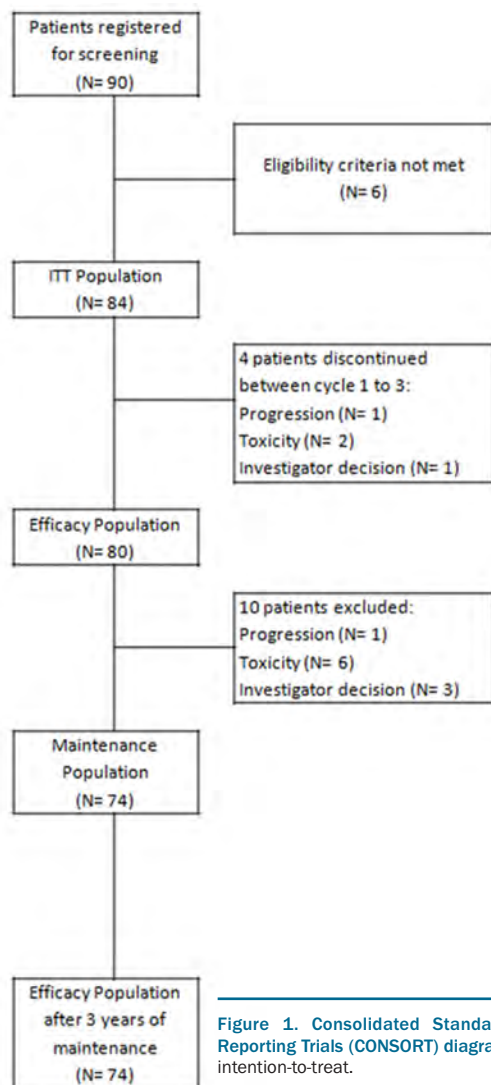 Patients registered
for screening
(N= 90)
Eligibility criteria not met
(N= 6)
ITT Population
(N= 84)
4 patients discontinued
between cycle 1 to 3:
Progression (N= 1)
Toxicity (N= 2)
Investigator decision (N= 1)
Efficacy Population
(N= 80)
10 patients excluded:
Progression (N= 1)
Toxicity (N= 6)
Investigator decision (N= 3)
Maintenance
Population
(N= 74)
Efficacy Population
after 3 years of
maintenance
(N= 74)
Figure 1. Consolidated Standa
Reporting Trials (CONSORT) diagra
intention-to-treat.